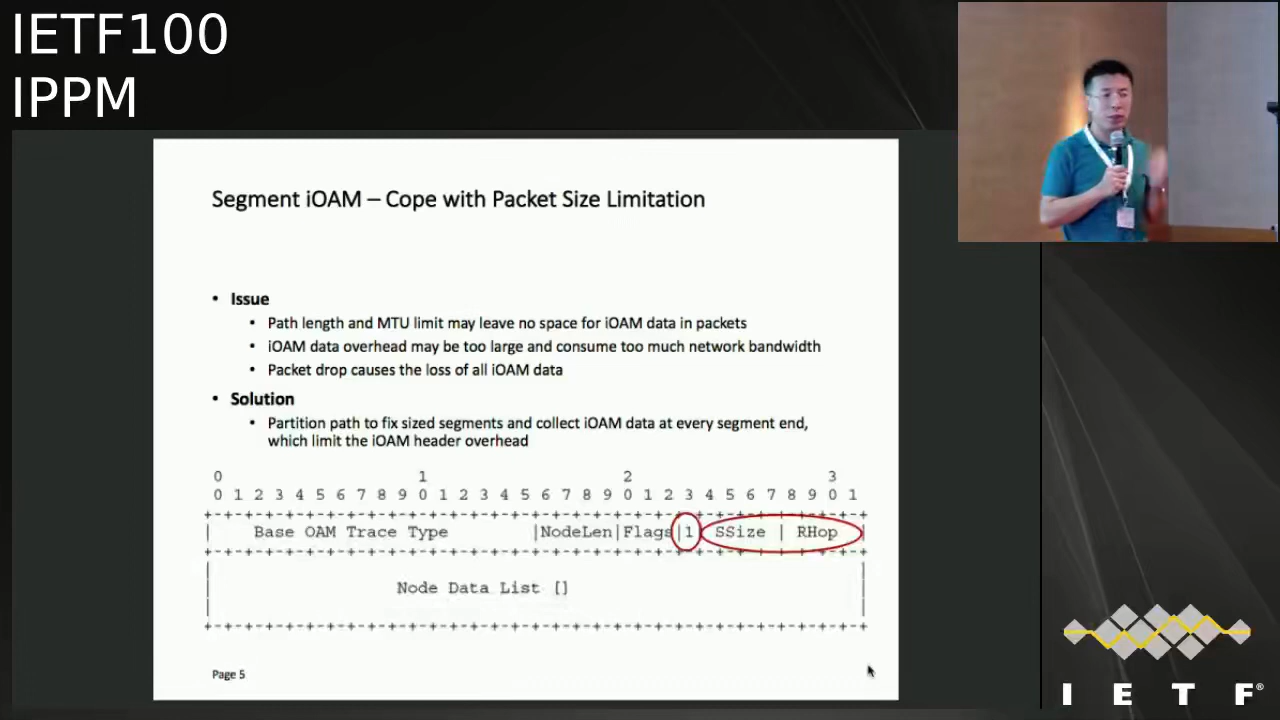 IETF100
IPPM
Segment iOAM – Cope with Packet Size Limitation
• Issue
• Path length and MTU limit may leave no space for iOAM data in packets
• iOAM data overhead may be too large and consume too much network bandwidth
• Packet drop causes the loss of all iOAM data
• Solution
• Partition path to fix sized segments and collect iOAM data at every segment end,
which limit the iOAM header overhead
0 1 2 3
0 1 2 3 4 5 6 7 8 9 0 1 2 3 4 5 6 7 8 9 0 1 2 3 4 5 6 7 8 9 0 1
+-+-+-+-+-+-+-+-+-+-+-+-+-+-+-+-+-+-+-+-+-+-+-+-+-+-+-+-+-+-+-+-+
| Base OAM Trace Type |NodeLen|Flags|1| SSize | RHop |
+-+-+-+-+-+-+-+-+-+-+-+-+-+-+-+-+-+-+-+-+-+-+-+-+-+-+-+-+-+-+-+-+
| Node Data List [] |
+-+-+-+-+-+-+-+-+-+-+-+-+-+-+-+-+-+-+-+-+-+-+-+-+-+-+-+-+-+-+-+-+
Page 5
I E T F®